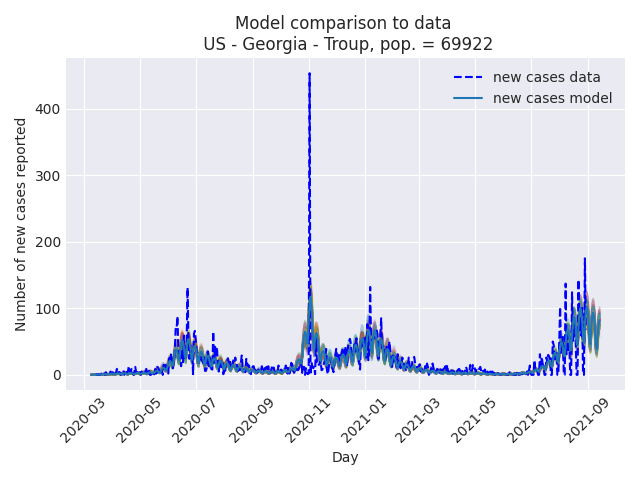 Model comparison to data
US - Georgia - Troup, pop. = 69922
new cases data
new cases model
Number of new cases reported
400
300
200
100
0
2020-03
2020-05
2020-07
2020-09
2020-11
2021-01
2021-03
2021-05
2021-07
2021-09
Day